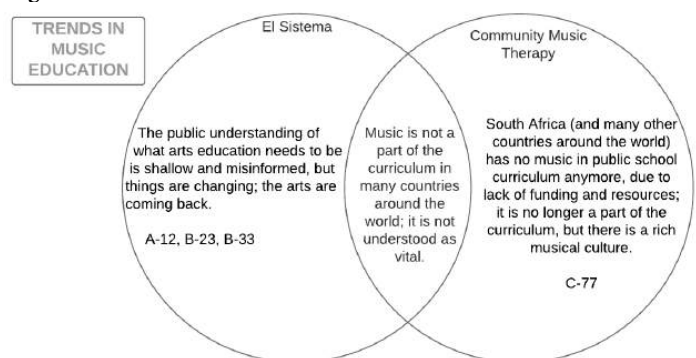 TRENDS IN
MUSIC
EDUCATION
El Sistema
Community Music
Therapy
The public understanding of
what arts education needs to be
is shallow and misinformed, but
things are changing; the arts are
coming back.
A-12, B-23, B-33
Music is not a
part of the
curriculum in
many countries
around the
world; it is not
understood as
vital.
South Africa (and many other
countries around the world)
has no music in public school
curriculum anymore, due to
lack of funding and resources;
it is no longer a part of the
curriculum, but there is a rich
musical culture.
C-77